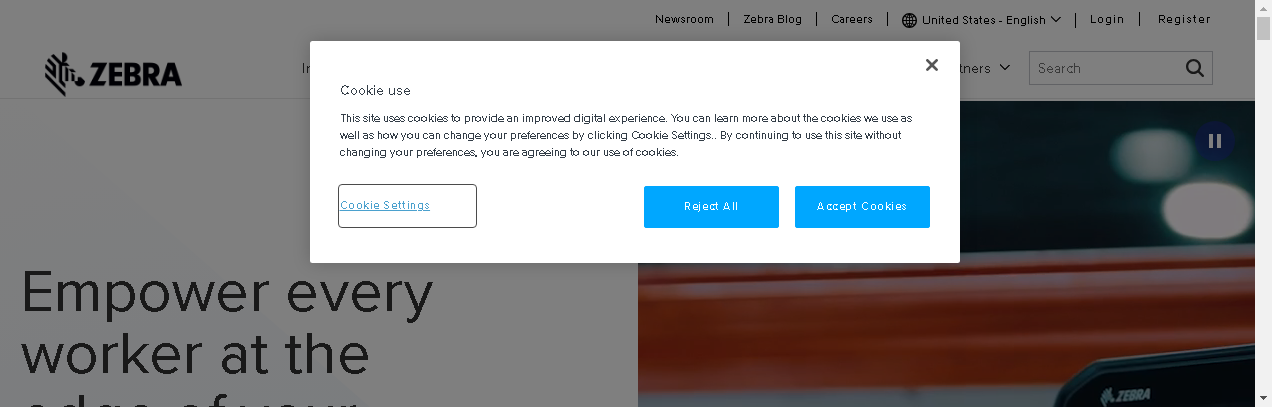 Newsroom Zebra Blog Careers United States - English Login Register
ZEBRA
tners Search
Cookie use
This site uses cookies to provide an improved digital experience. You can learn more about the cookies we use as
well as how you can change your preferences by clicking Cookie Settings.. By continuing to use this site without
changing your preferences, you are agreeing to our use of cookies.
Cookie Settings Reject All Accept Cookies
Empower every
worker at the
edge of your
ZEBRA